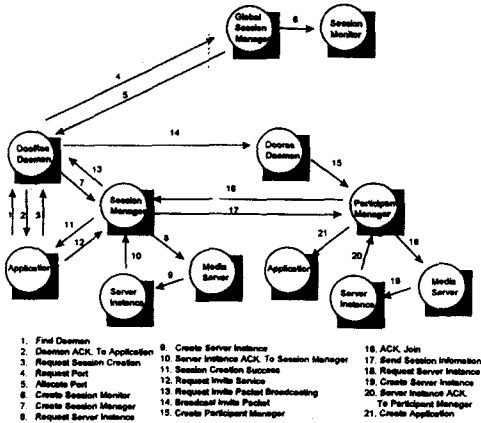 Global Session Manager
6
Session Monitor
4
5
DooRae Daemon
14
Doorae Daemon
13
7
15
Session Manager
16
17
Participant Manager
1
2
3
11
12
8
21
18
10
20
Application
9
Media Server
Application
19
Media Server
Server Instance
Server Instance
1. Find Daemon
2. Daemon ACK. To Application
3. Request Session Creation
4. Request Port
5. Allocate Port
6. Create Session Monitor
7. Create Session Manager
8. Request Server Instance
9. Create Server Instance
10. Server Instance ACK. To Session Manager
11. Session Creation Success
12. Request Invite Service
13. Request Invite Packet Broadcasting
14. Broadcast Invite Packet
15. Create Participant Manager
16. ACK. Join
17. Send Session Information
18. Request Server Instance
19. Create Server Instance
20. Server Instance ACK.
To Participant Manager
21. Create Application